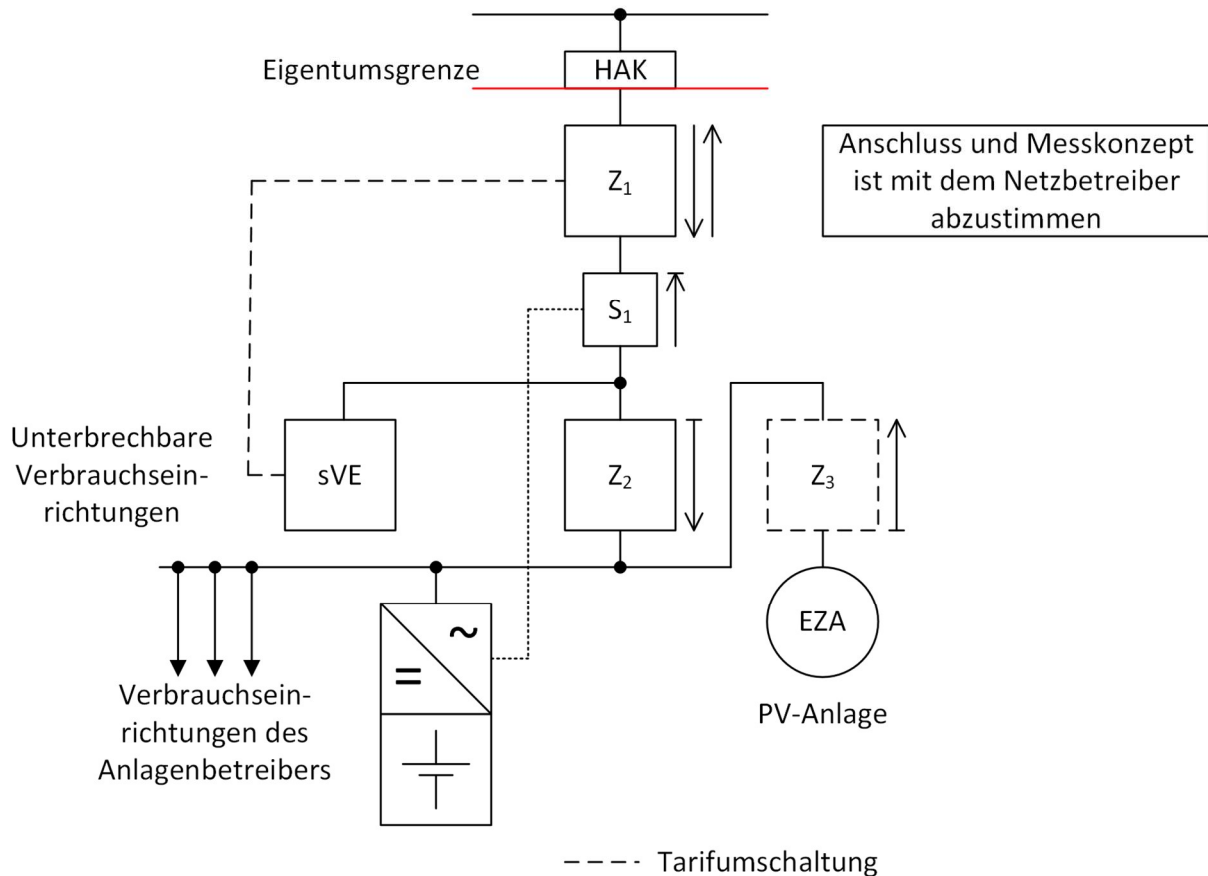 Eigentumsgrenze
HAK
Z₁
Anschluss und Messkonzept
ist mit dem Netzbetreiber
abzustimmen
S₁
Unterbrechbare
Verbrauchsein-
richtungen
sVE
Z₂
Z₃
~
=
EZA
PV-Anlage
Verbrauchsein-
richtungen des
Anlagenbetreibers
Tarifumschaltung